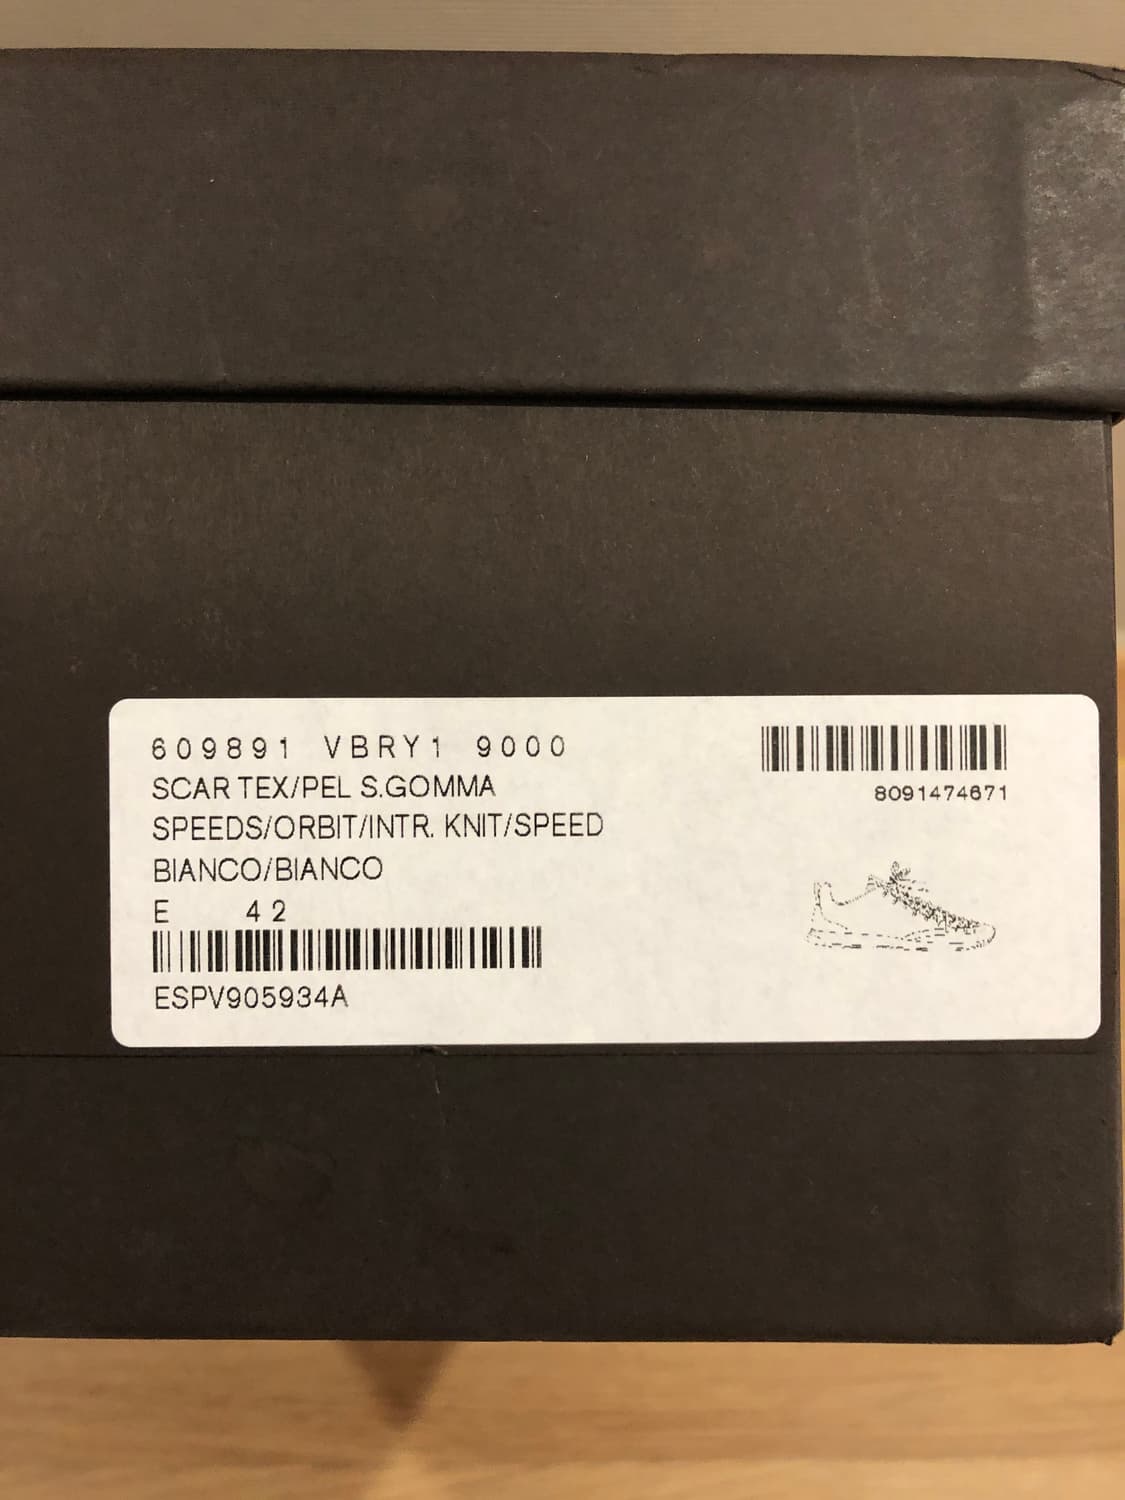 609891 VBRY1 9000
SCAR TEX/PEL S.GOMMA
SPEEDS/ORBIT/INTR. KNIT/SPEED
BIANCO/BIANCO
E 42
ESPV905934A
8091474671